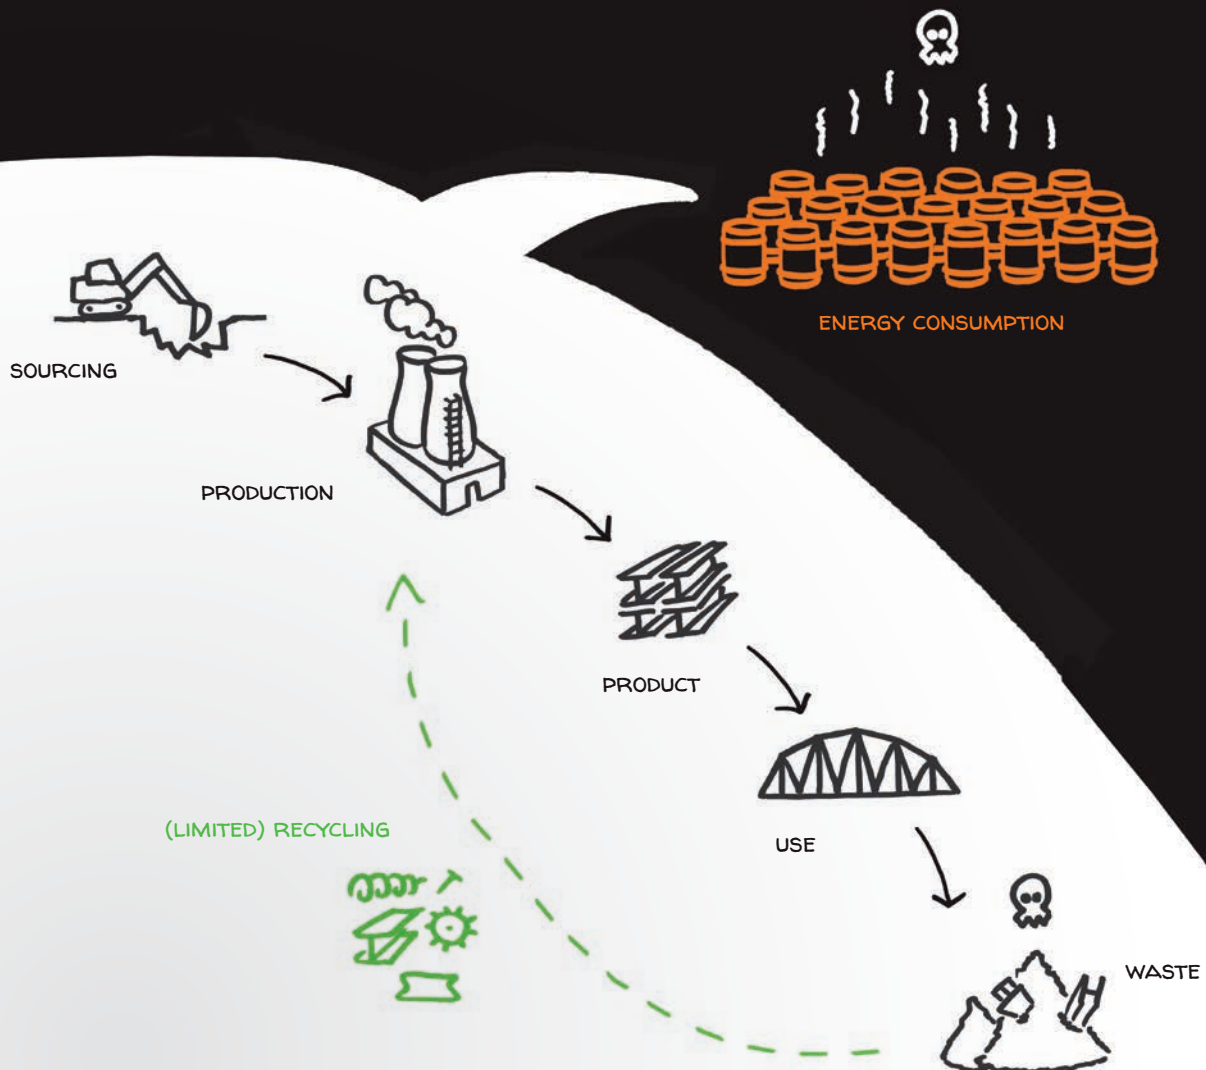 ENERGY CONSUMPTION
SOURCING
PRODUCTION
PRODUCT
(LIMITED) RECYCLING
USE
WASTE